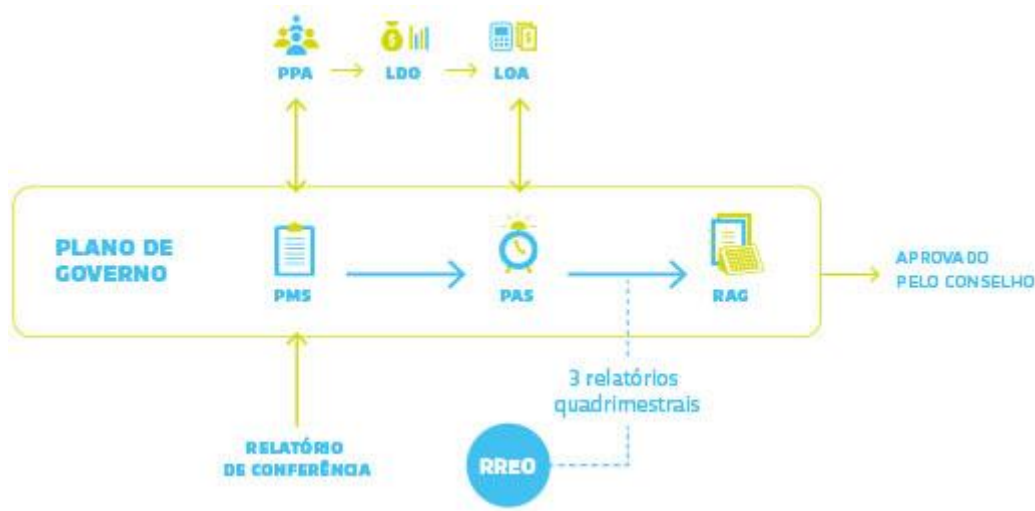 PPA
LDO
LOA
PLANO DE
GOVERNO
PMS
PAS
RAG
APROVADO
PELO CONSELHO
3 relatórios
quadrimestrais
RELATÓRIO
DE CONFERÊNCIA
RREO